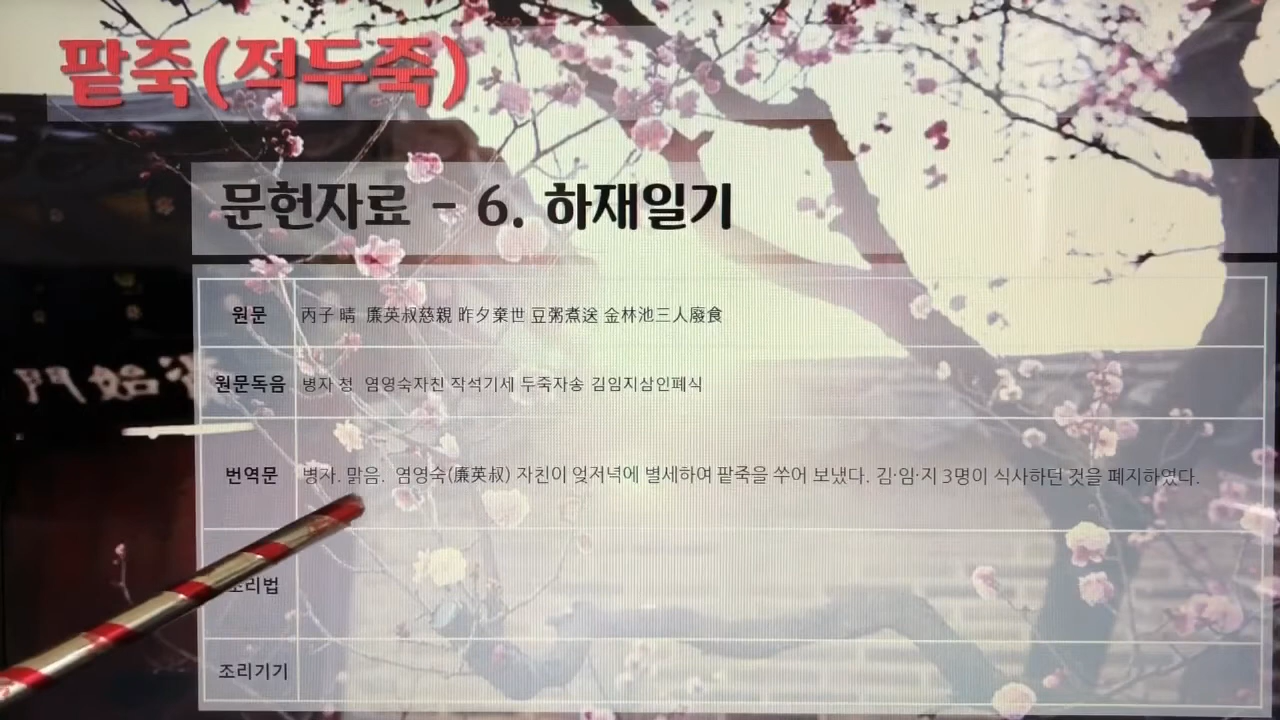 팥죽(적두죽)
문헌자료 - 6. 하재일기
원문 丙子 晴 廉英叔慈親 昨夕棄世 豆粥煮送 金林池三人廢食
원문독음 병자 청 염영숙자친 작석기세 두죽자송 김임지삼인폐식
번역문 병자. 맑음. 염영숙(廉英叔) 자친이 엊저녁에 별세하여 팥죽을 쑤어 보냈다. 김·임·지 3명이 식사하던 것을 폐지하였다.
조리법
조리기기
門始